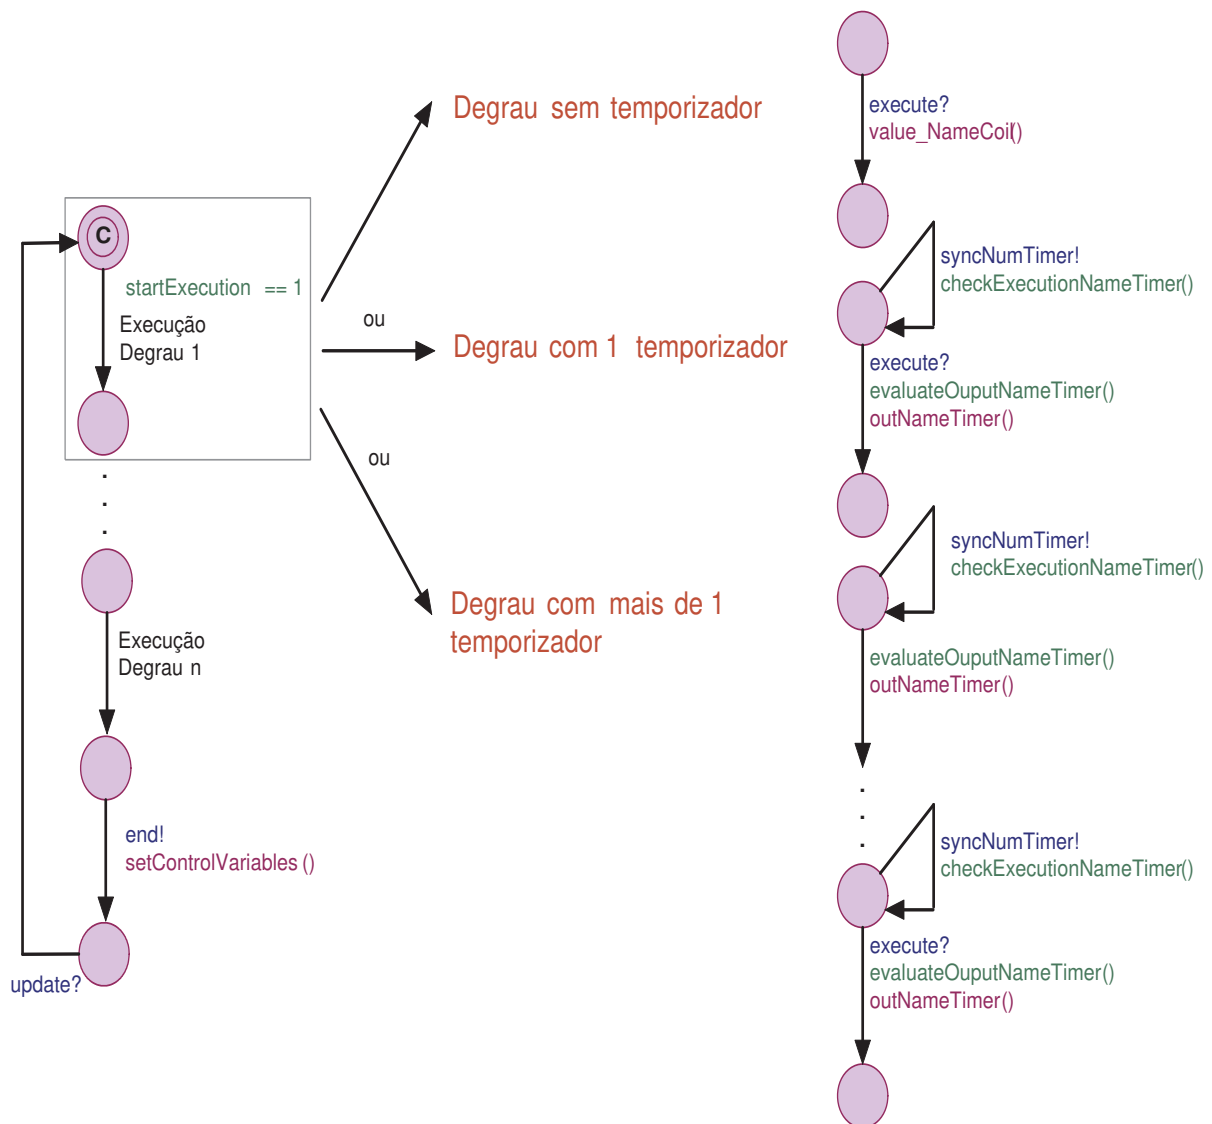 C
startExecution == 1
Execução
Degrau 1
.
.
.
Execução
Degrau n
end!
setControlVariables ()
update?
ou
ou
Degrau sem temporizador
Degrau com 1 temporizador
Degrau com mais de 1
temporizador
execute?
value_NameCoil()
syncNumTimer!
checkExecutionNameTimer()
execute?
evaluateOuputNameTimer()
outNameTimer()
syncNumTimer!
checkExecutionNameTimer()
evaluateOuputNameTimer()
outNameTimer()
.
.
.
syncNumTimer!
checkExecutionNameTimer()
execute?
evaluateOuputNameTimer()
outNameTimer()